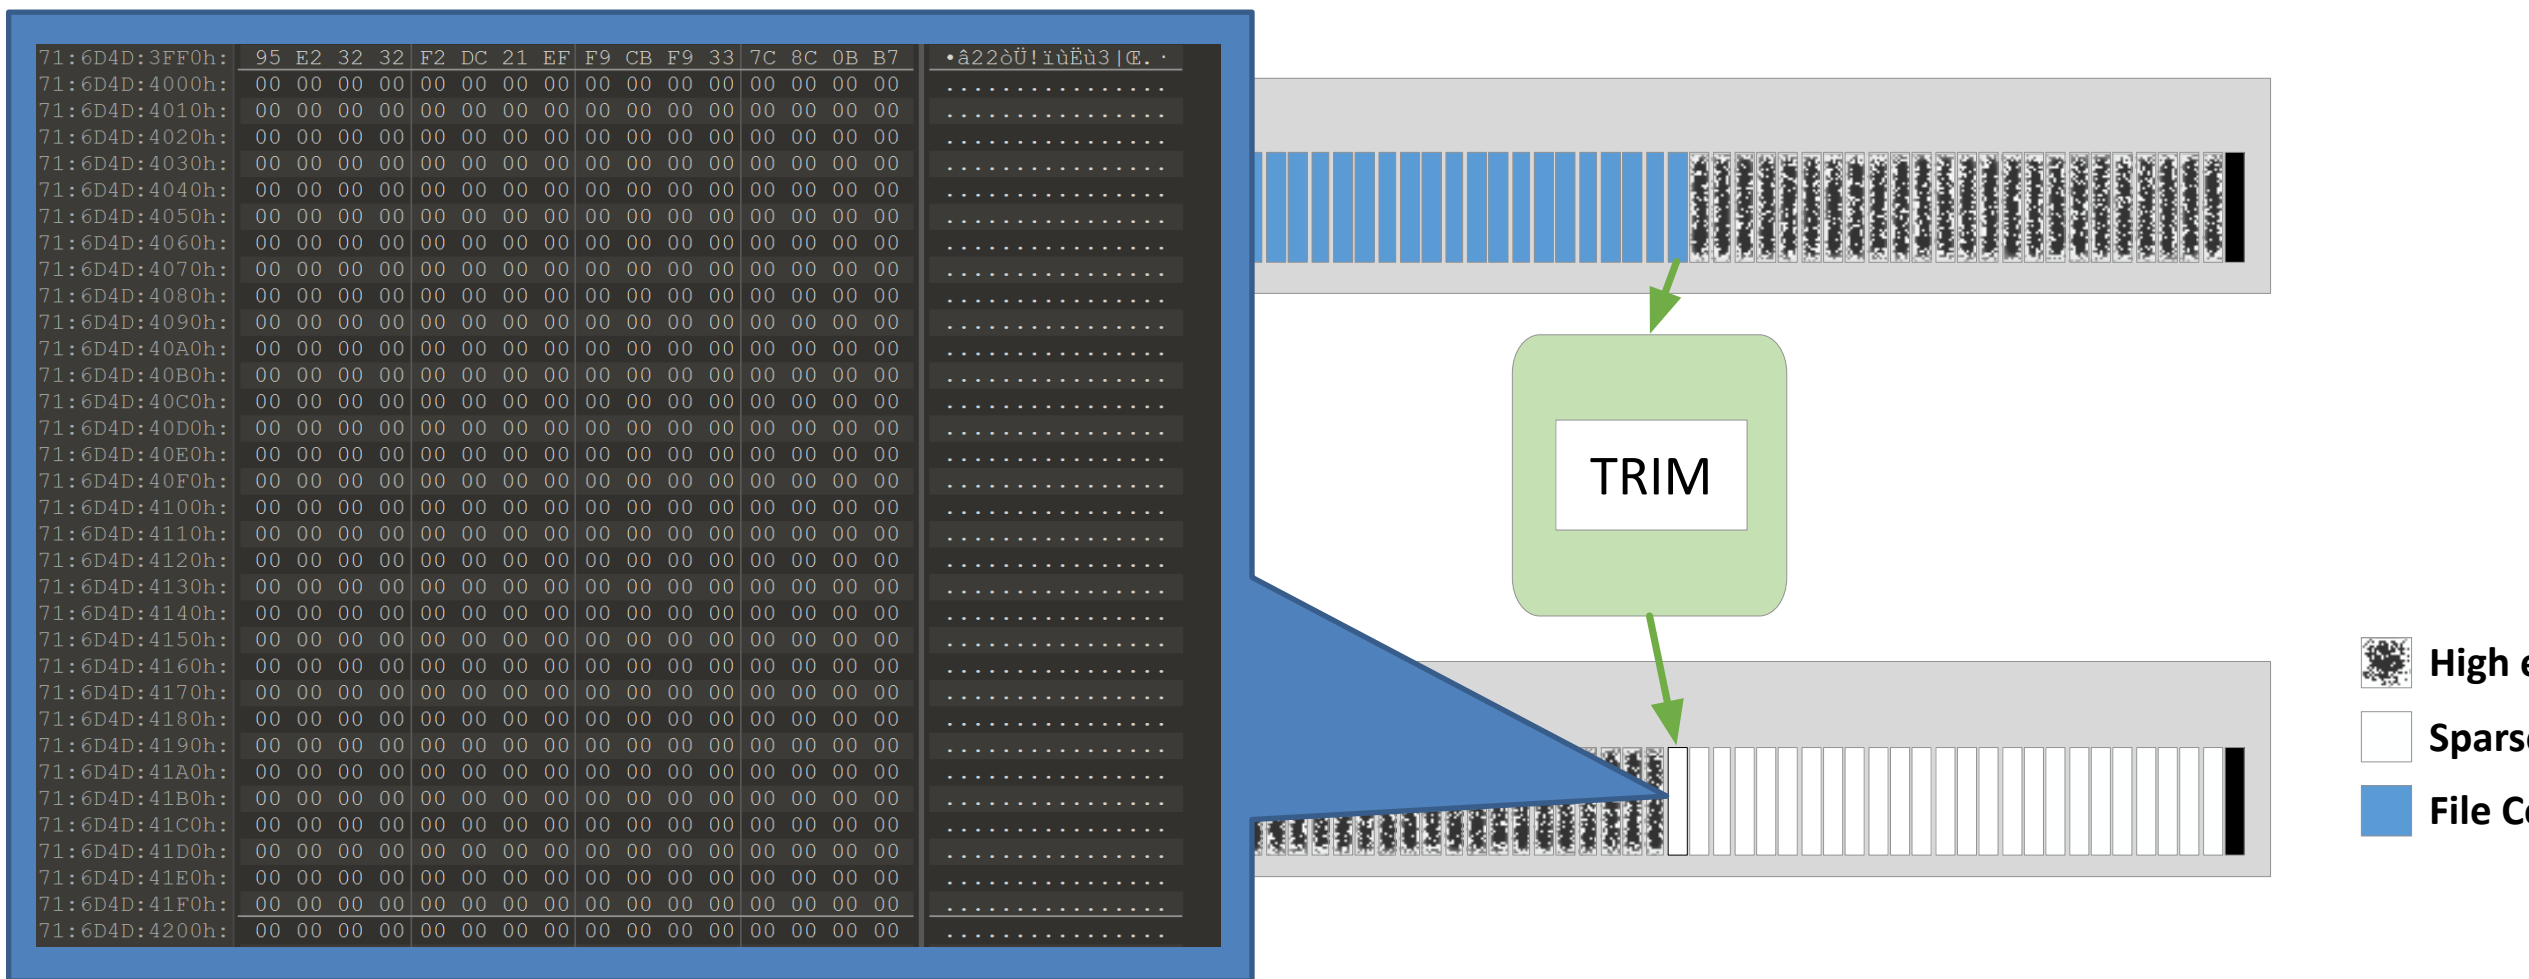 71:6D4D:3FF0h: 95 E2 32 32 F2 DC 21 EF F9 CB F9 33 7C 8C 0B B7 •â22òÜ!ïùËù3|Œ.·
71:6D4D:4000h: 00 00 00 00 00 00 00 00 00 00 00 00 00 00 00 00 ................
71:6D4D:4010h: 00 00 00 00 00 00 00 00 00 00 00 00 00 00 00 00 ................
71:6D4D:4020h: 00 00 00 00 00 00 00 00 00 00 00 00 00 00 00 00 ................
71:6D4D:4030h: 00 00 00 00 00 00 00 00 00 00 00 00 00 00 00 00 ................
71:6D4D:4040h: 00 00 00 00 00 00 00 00 00 00 00 00 00 00 00 00 ................
71:6D4D:4050h: 00 00 00 00 00 00 00 00 00 00 00 00 00 00 00 00 ................
71:6D4D:4060h: 00 00 00 00 00 00 00 00 00 00 00 00 00 00 00 00 ................
71:6D4D:4070h: 00 00 00 00 00 00 00 00 00 00 00 00 00 00 00 00 ................
71:6D4D:4080h: 00 00 00 00 00 00 00 00 00 00 00 00 00 00 00 00 ................
71:6D4D:4090h: 00 00 00 00 00 00 00 00 00 00 00 00 00 00 00 00 ................
71:6D4D:40A0h: 00 00 00 00 00 00 00 00 00 00 00 00 00 00 00 00 ................
71:6D4D:40B0h: 00 00 00 00 00 00 00 00 00 00 00 00 00 00 00 00 ................
71:6D4D:40C0h: 00 00 00 00 00 00 00 00 00 00 00 00 00 00 00 00 ................
71:6D4D:40D0h: 00 00 00 00 00 00 00 00 00 00 00 00 00 00 00 00 ................
71:6D4D:40E0h: 00 00 00 00 00 00 00 00 00 00 00 00 00 00 00 00 ................
71:6D4D:40F0h: 00 00 00 00 00 00 00 00 00 00 00 00 00 00 00 00 ................
71:6D4D:4100h: 00 00 00 00 00 00 00 00 00 00 00 00 00 00 00 00 ................
71:6D4D:4110h: 00 00 00 00 00 00 00 00 00 00 00 00 00 00 00 00 ................
71:6D4D:4120h: 00 00 00 00 00 00 00 00 00 00 00 00 00 00 00 00 ................
71:6D4D:4130h: 00 00 00 00 00 00 00 00 00 00 00 00 00 00 00 00 ................
71:6D4D:4140h: 00 00 00 00 00 00 00 00 00 00 00 00 00 00 00 00 ................
71:6D4D:4150h: 00 00 00 00 00 00 00 00 00 00 00 00 00 00 00 00 ................
71:6D4D:4160h: 00 00 00 00 00 00 00 00 00 00 00 00 00 00 00 00 ................
71:6D4D:4170h: 00 00 00 00 00 00 00 00 00 00 00 00 00 00 00 00 ................
71:6D4D:4180h: 00 00 00 00 00 00 00 00 00 00 00 00 00 00 00 00 ................
71:6D4D:4190h: 00 00 00 00 00 00 00 00 00 00 00 00 00 00 00 00 ................
71:6D4D:41A0h: 00 00 00 00 00 00 00 00 00 00 00 00 00 00 00 00 ................
71:6D4D:41B0h: 00 00 00 00 00 00 00 00 00 00 00 00 00 00 00 00 ................
71:6D4D:41C0h: 00 00 00 00 00 00 00 00 00 00 00 00 00 00 00 00 ................
71:6D4D:41D0h: 00 00 00 00 00 00 00 00 00 00 00 00 00 00 00 00 ................
71:6D4D:41E0h: 00 00 00 00 00 00 00 00 00 00 00 00 00 00 00 00 ................
71:6D4D:41F0h: 00 00 00 00 00 00 00 00 00 00 00 00 00 00 00 00 ................
71:6D4D:4200h: 00 00 00 00 00 00 00 00 00 00 00 00 00 00 00 00 ................
TRIM
High
File